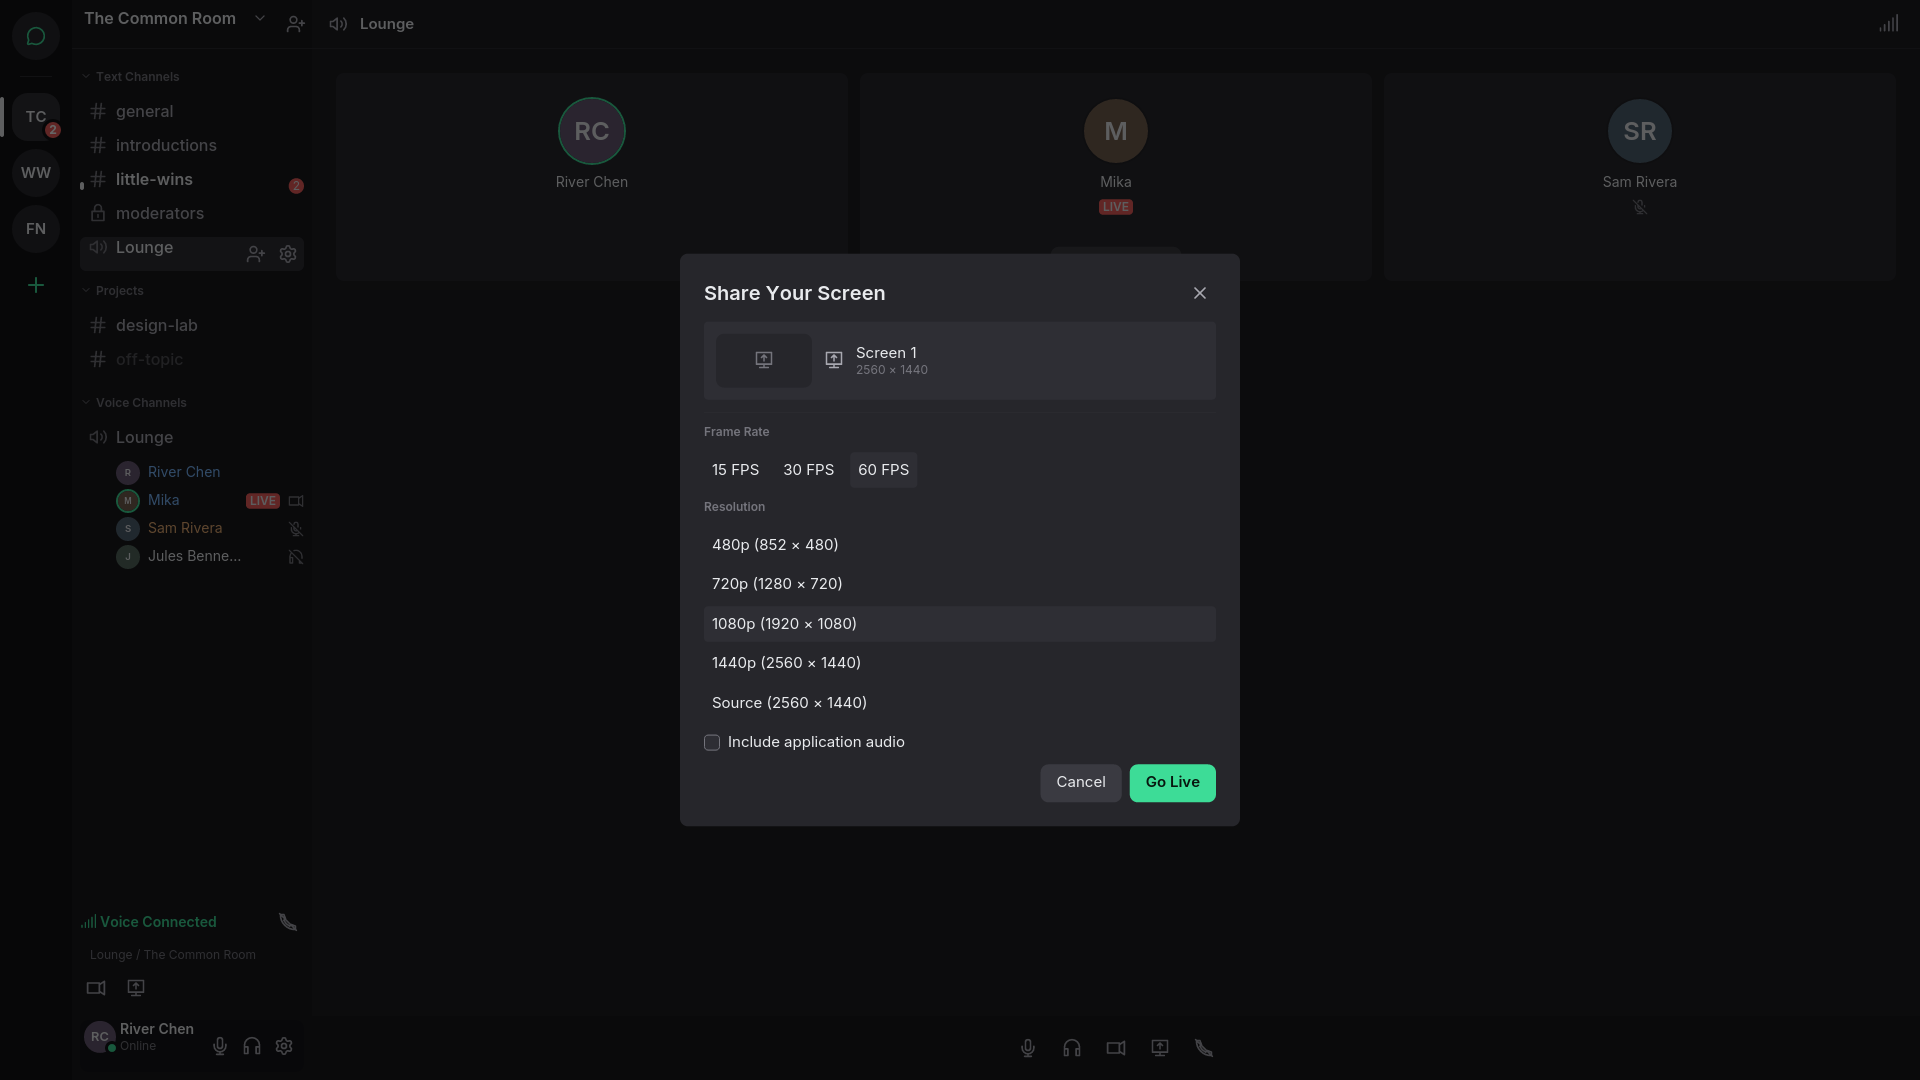 The Common Room
Lounge
TC
2
WW
FN
Text Channels
general
introductions
little-wins
2
moderators
Lounge
Projects
design-lab
off-topic
Voice Channels
Lounge
R
River Chen
M
Mika
LIVE
S
Sam Rivera
J
Jules Benne...
Voice Connected
Lounge / The Common Room
RC
River Chen
Online
RC
River Chen
M
Mika
LIVE
SR
Sam Rivera
Share Your Screen
Screen 1
2560 × 1440
Frame Rate
15 FPS
30 FPS
60 FPS
Resolution
480p (852 × 480)
720p (1280 × 720)
1080p (1920 × 1080)
1440p (2560 × 1440)
Source (2560 × 1440)
Include application audio
Cancel
Go Live